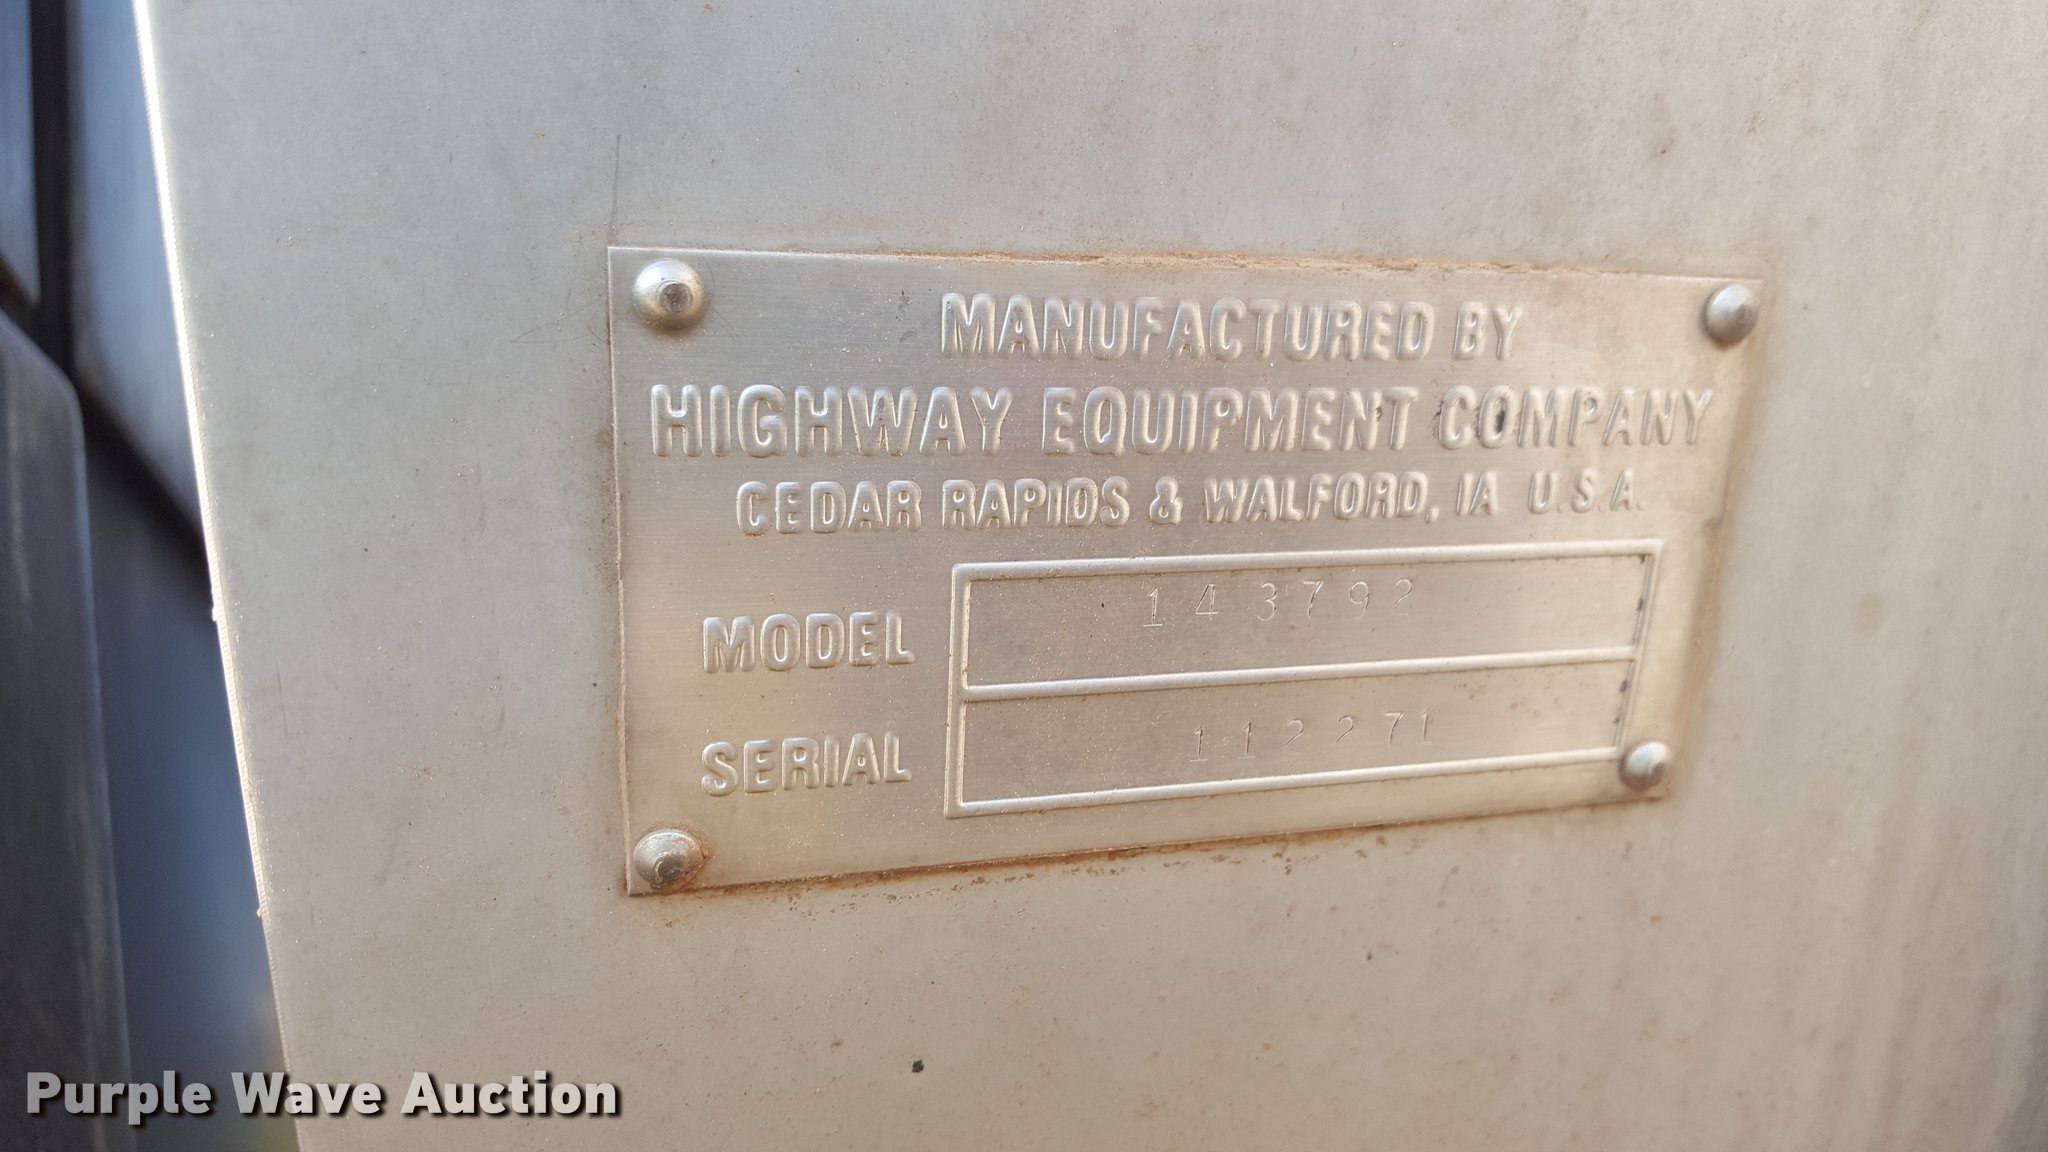 MANUFACTURED BY
HIGHWAY EQUIPMENT COMPANY
CEDAR RAPIDS & WALFORD, IA U.S.A.
MODEL 143792
SERIAL 112271
Purple Wave Auction